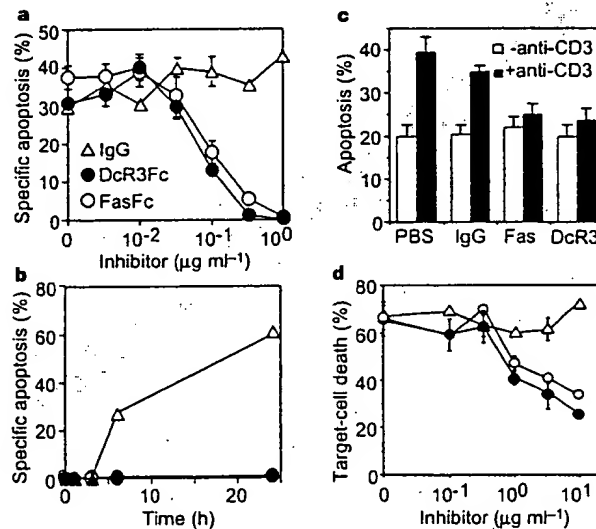 a
Specific apoptosis (%)
50
40
30
20
10
0
IgG
DcR3Fc
FasFc
0 10-2 10-1 100
Inhibitor (µg ml–1)
b
Specific apoptosis (%)
80
60
40
20
0
0 10 20
Time (h)
c
Apoptosis (%)
40
30
20
10
0
-anti-CD3
+anti-CD3
PBS IgG Fas DcR3
d
Target-cell death (%)
80
60
40
20
0
0 10-1 100 101
Inhibitor (µg ml–1)